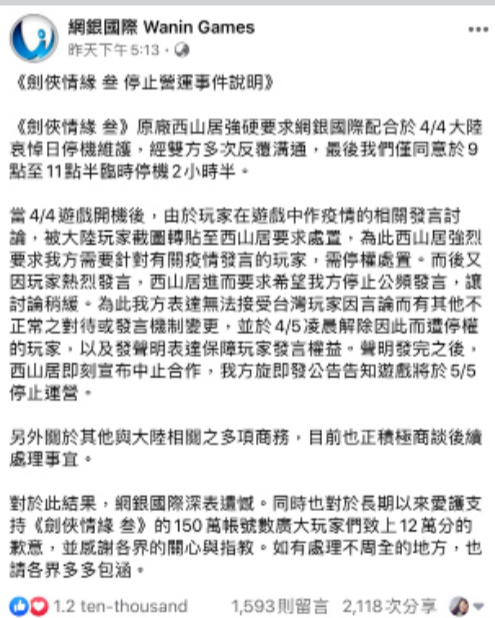 網銀國際 Wanin Games
昨天下午5:13 ·
《劍俠情緣 叁 停止營運事件說明》
《劍俠情緣 叁》原廠西山居強硬要求網銀國際配合於4/4大陸
哀悼日停機維護，經雙方多次反覆溝通，最後我們僅同意於9
點至11點半臨時停機2小時半。
當4/4遊戲開機後，由於玩家在遊戲中作疫情的相關發言討
論，被大陸玩家截圖轉貼至西山居要求處置，為此西山居強烈
要求我方需要針對有關疫情發言的玩家，需停權處置。而後又
因玩家熱烈發言，西山居進而要求希望我方停止公頻發言，讓
討論稍緩。為此我方表達無法接受台灣玩家因言論而有其他不
正常之對待或發言機制變更，並於4/5凌晨解除因此而遭停權
的玩家，以及發聲明表達保障玩家發言權益。聲明發完之後，
西山居即刻宣布中止合作，我方旋即發公告告知遊戲將於5/5
停止運營。
另外關於其他與大陸相關之多項商務，目前也正積極商談後續
處理事宜。
對於此結果，網銀國際深表遺憾。同時也對於長期以來愛護支
持《劍俠情緣 叁》的150萬帳號數廣大玩家們致上12萬分的
歉意，並感謝各界的關心與指教。如有處理不周全的地方，也
請各界多多包涵。
1.2 ten-thousand 1,593則留言 2,118次分享